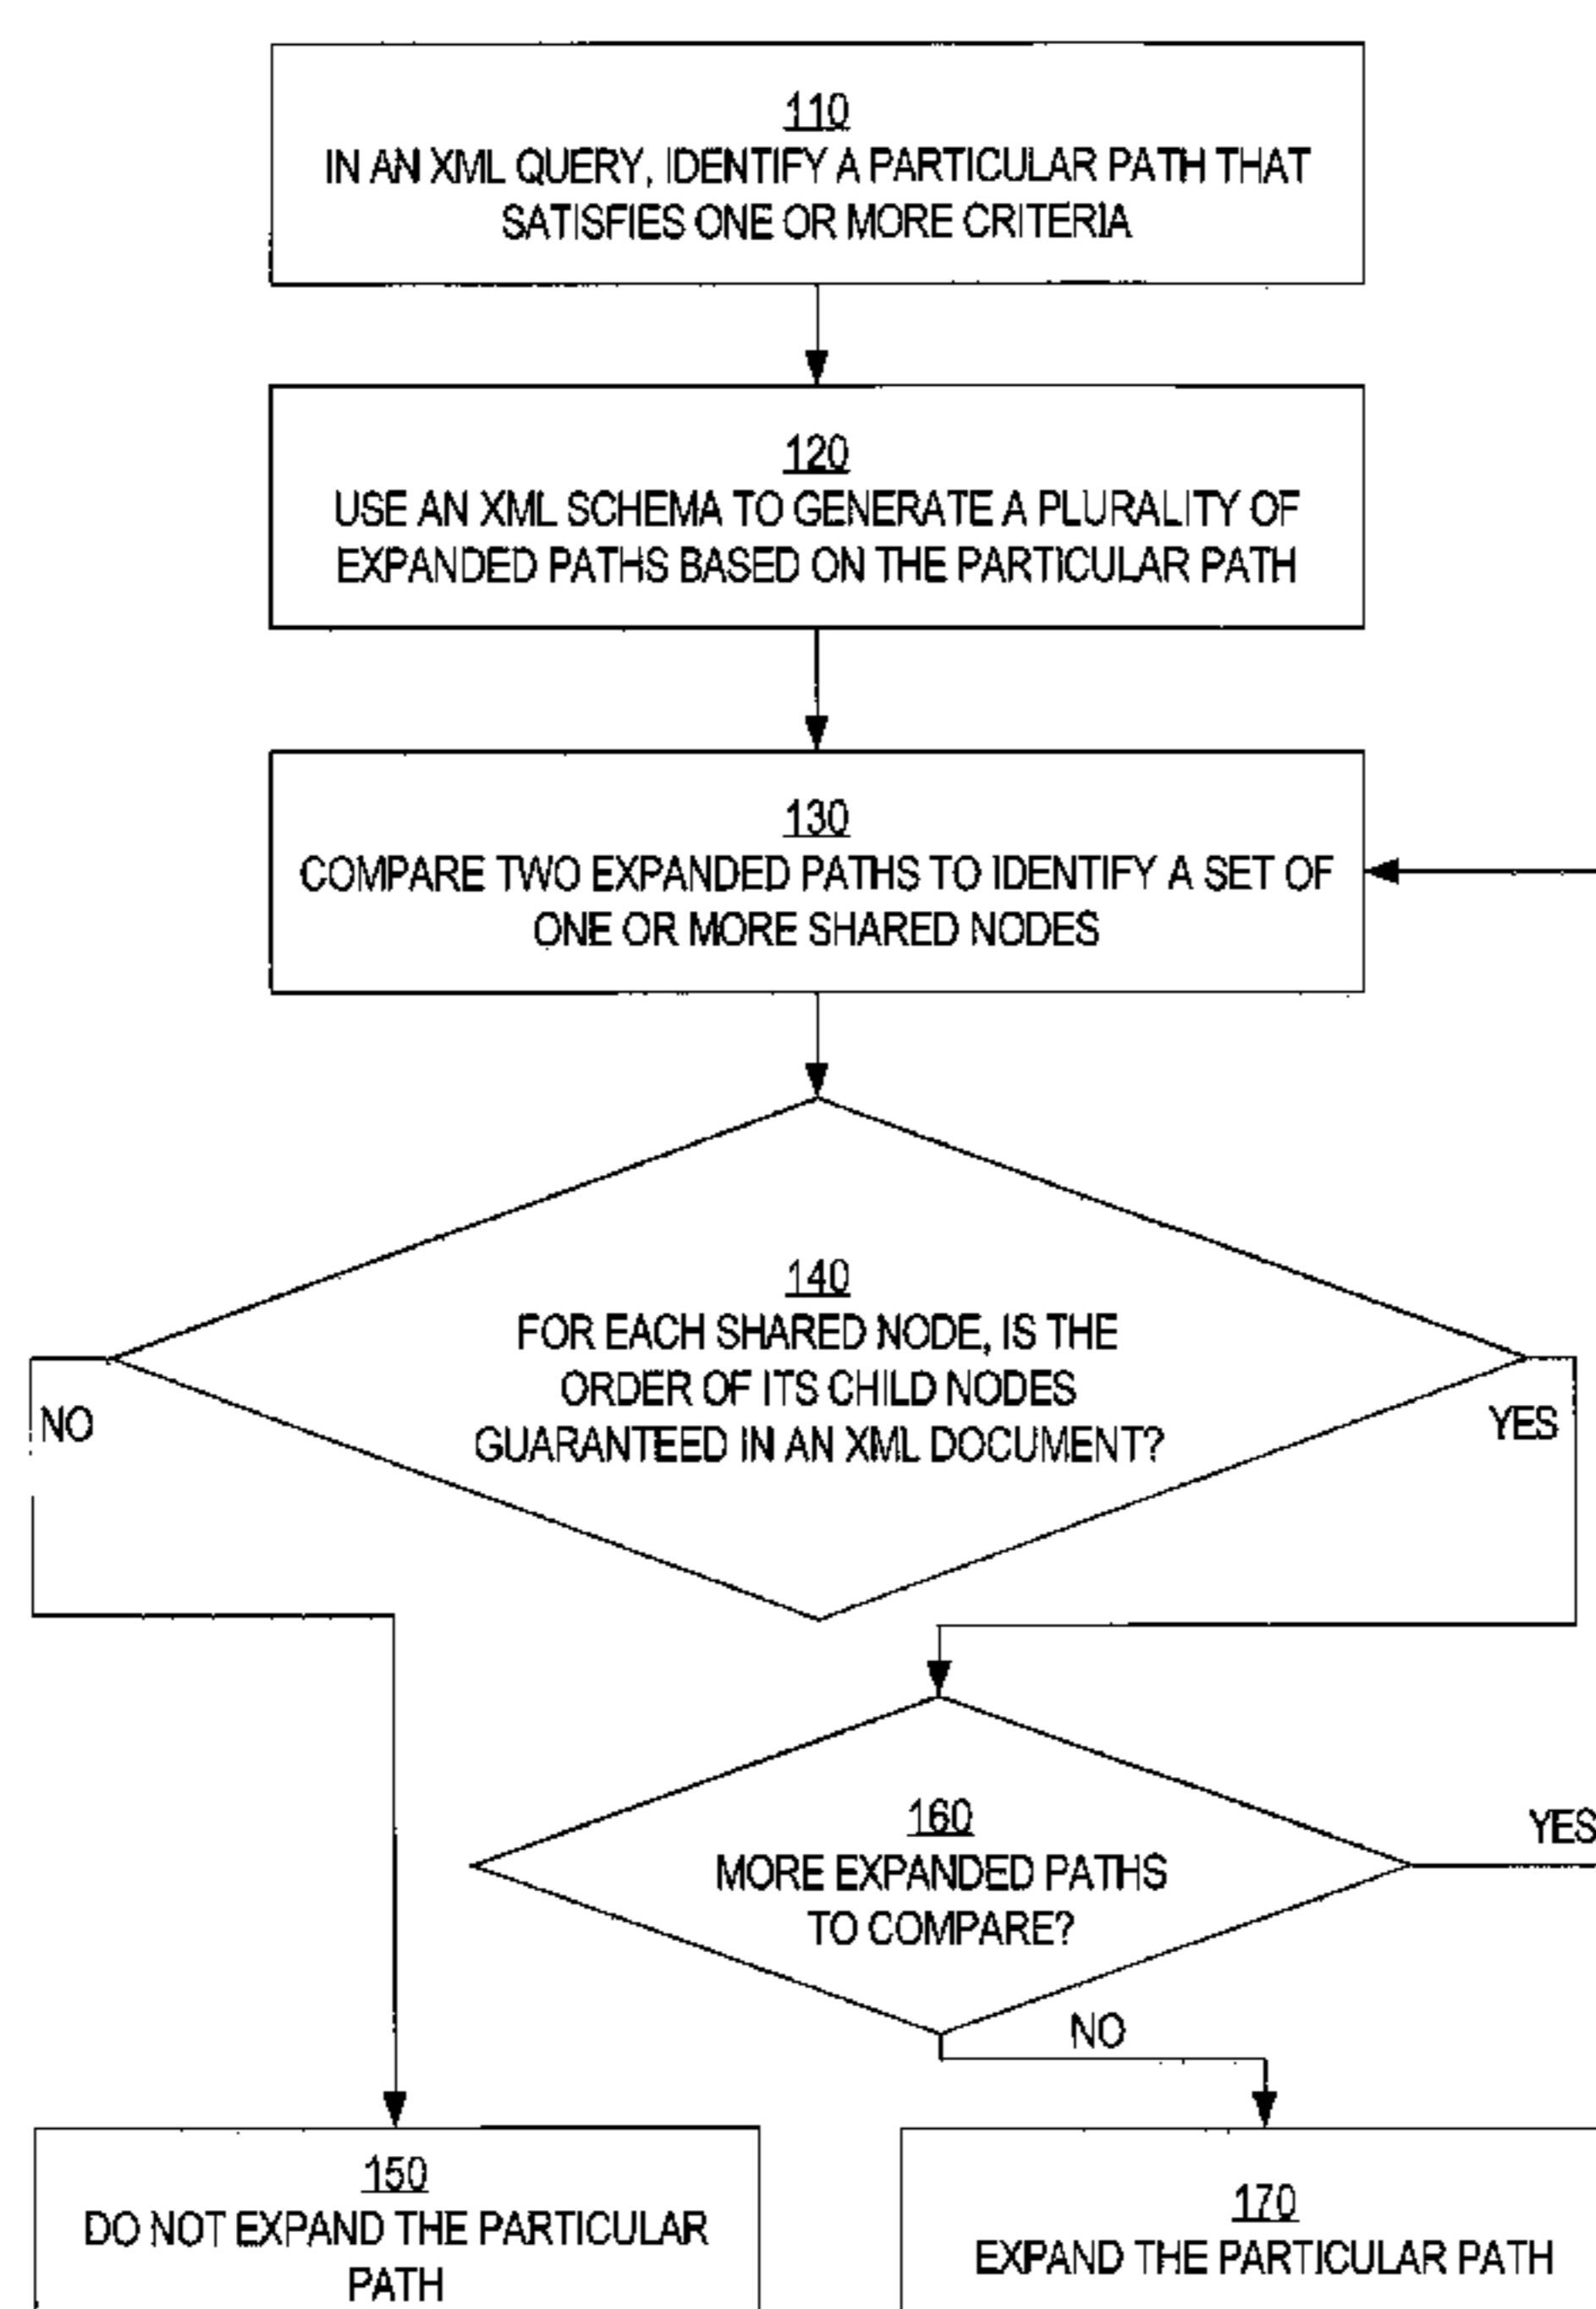 110
IN AN XML QUERY, IDENTIFY A PARTICULAR PATH THAT
SATISFIES ONE OR MORE CRITERIA
120
USE AN XML SCHEMA TO GENERATE A PLURALITY OF
EXPANDED PATHS BASED ON THE PARTICULAR PATH
130
COMPARE TWO EXPANDED PATHS TO IDENTIFY A SET OF
ONE OR MORE SHARED NODES
140
FOR EACH SHARED NODE, IS THE
ORDER OF ITS CHILD NODES
GUARANTEED IN AN XML DOCUMENT?
NO
YES
160
MORE EXPANDED PATHS
TO COMPARE?
YES
NO
150
DO NOT EXPAND THE PARTICULAR
PATH
170
EXPAND THE PARTICULAR PATH